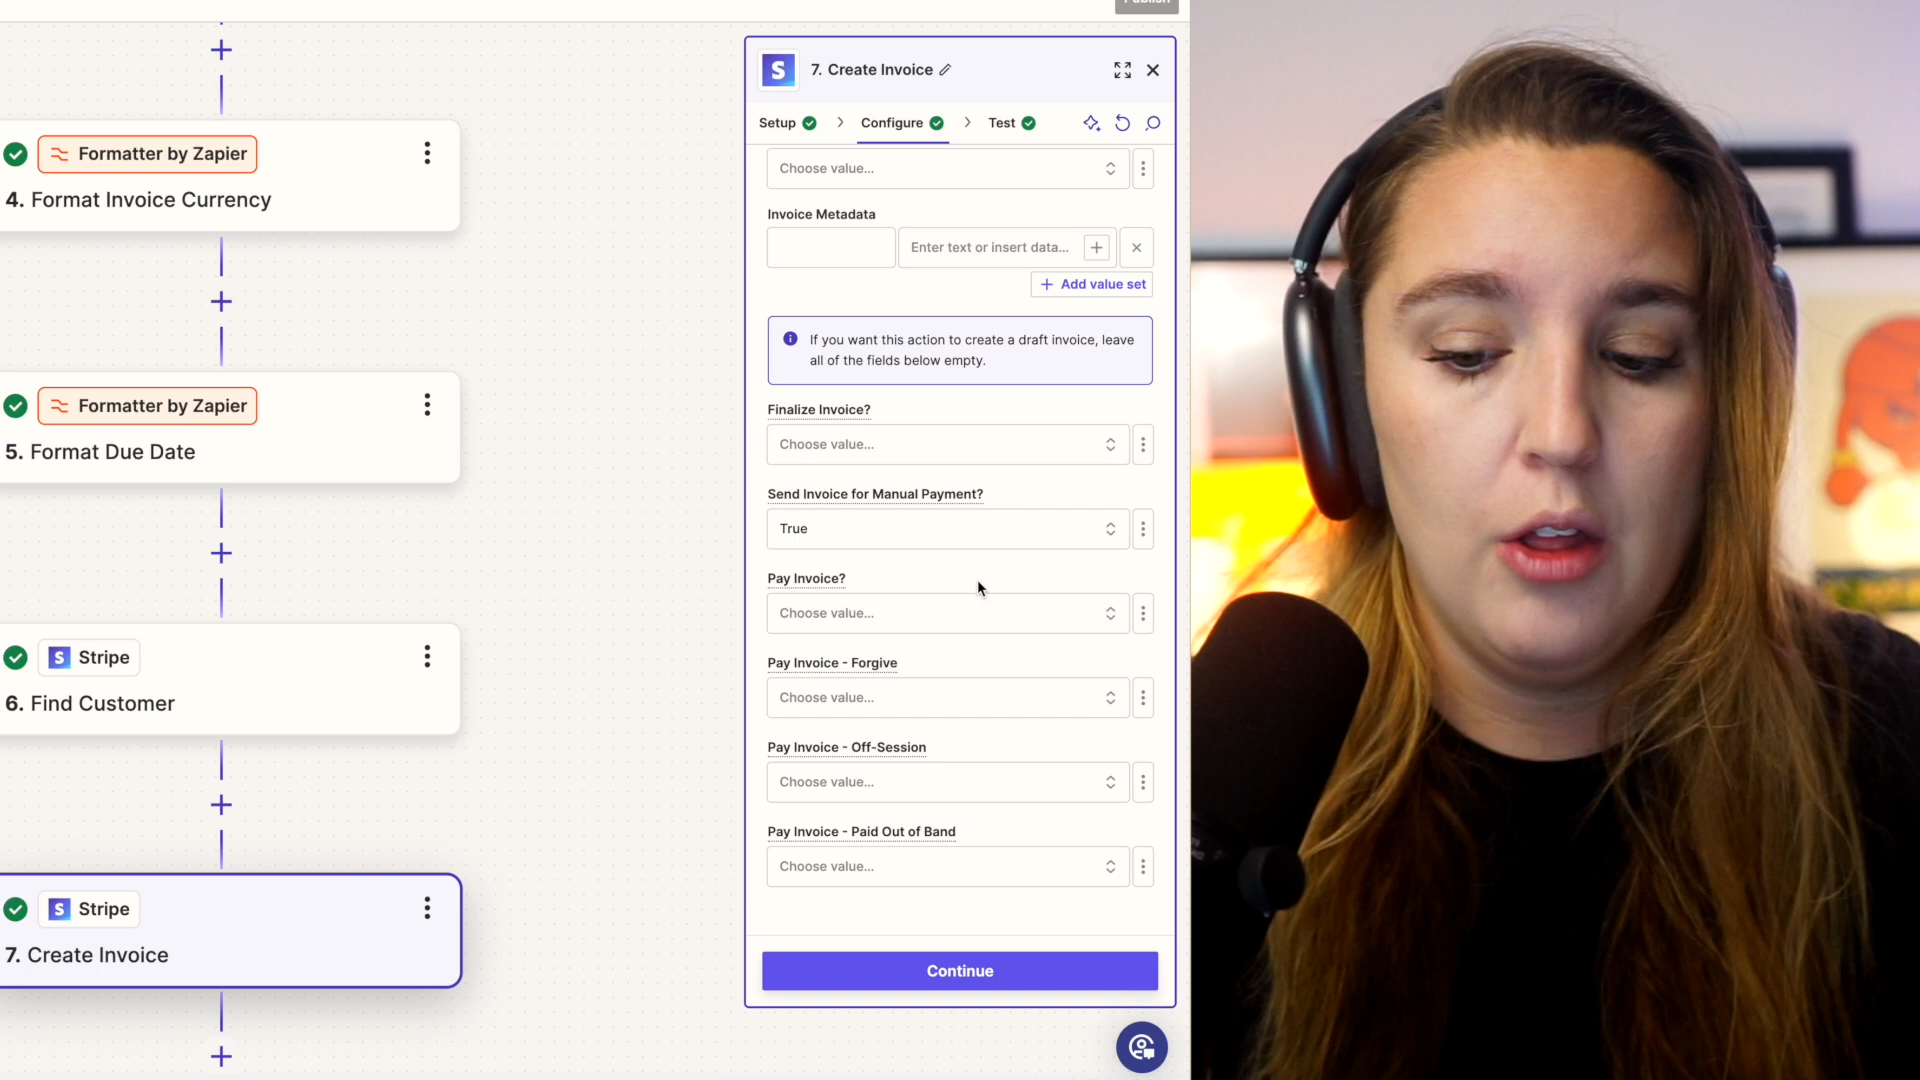 Publish
Formatter by Zapier
4. Format Invoice Currency
Formatter by Zapier
5. Format Due Date
Stripe
6. Find Customer
Stripe
7. Create Invoice
7. Create Invoice
Setup
Configure
Test
Choose value...
Invoice Metadata
Enter text or insert data...
Add value set
If you want this action to create a draft invoice, leave
all of the fields below empty.
Finalize Invoice?
Choose value...
Send Invoice for Manual Payment?
True
Pay Invoice?
Choose value...
Pay Invoice - Forgive
Choose value...
Pay Invoice - Off-Session
Choose value...
Pay Invoice - Paid Out of Band
Choose value...
Continue